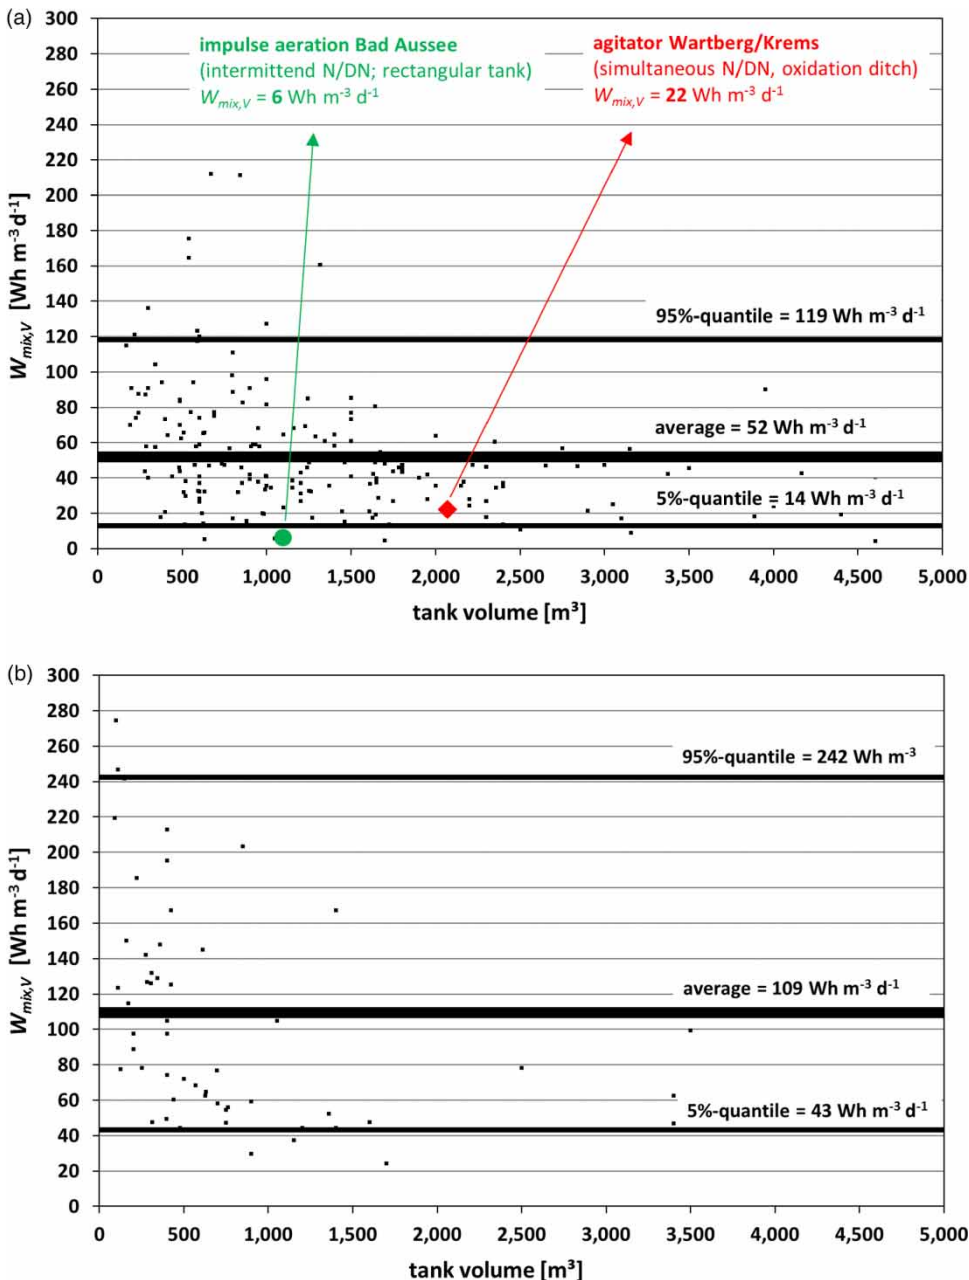 (a)
300
280
260
240
220
200
180
160
140
120
100
80
60
40
20
0
W_mix,V [Wh m⁻³d⁻¹]
impulse aeration Bad Aussee
(intermittend N/DN; rectangular tank)
W_mix,V = 6 Wh m⁻³ d⁻¹
agitator Wartberg/Krems
(simultaneous N/DN, oxidation ditch)
W_mix,V = 22 Wh m⁻³ d⁻¹
95%-quantile = 119 Wh m⁻³ d⁻¹
average = 52 Wh m⁻³ d⁻¹
5%-quantile = 14 Wh m⁻³ d⁻¹
0 500 1,000 1,500 2,000 2,500 3,000 3,500 4,000 4,500 5,000
tank volume [m³]
(b)
300
280
260
240
220
200
180
160
140
120
100
80
60
40
20
0
W_mix,V [Wh m⁻³d⁻¹]
95%-quantile = 242 Wh m⁻³
average = 109 Wh m⁻³ d⁻¹
5%-quantile = 43 Wh m⁻³ d⁻¹
0 500 1,000 1,500 2,000 2,500 3,000 3,500 4,000 4,500 5,000
tank volume [m³]